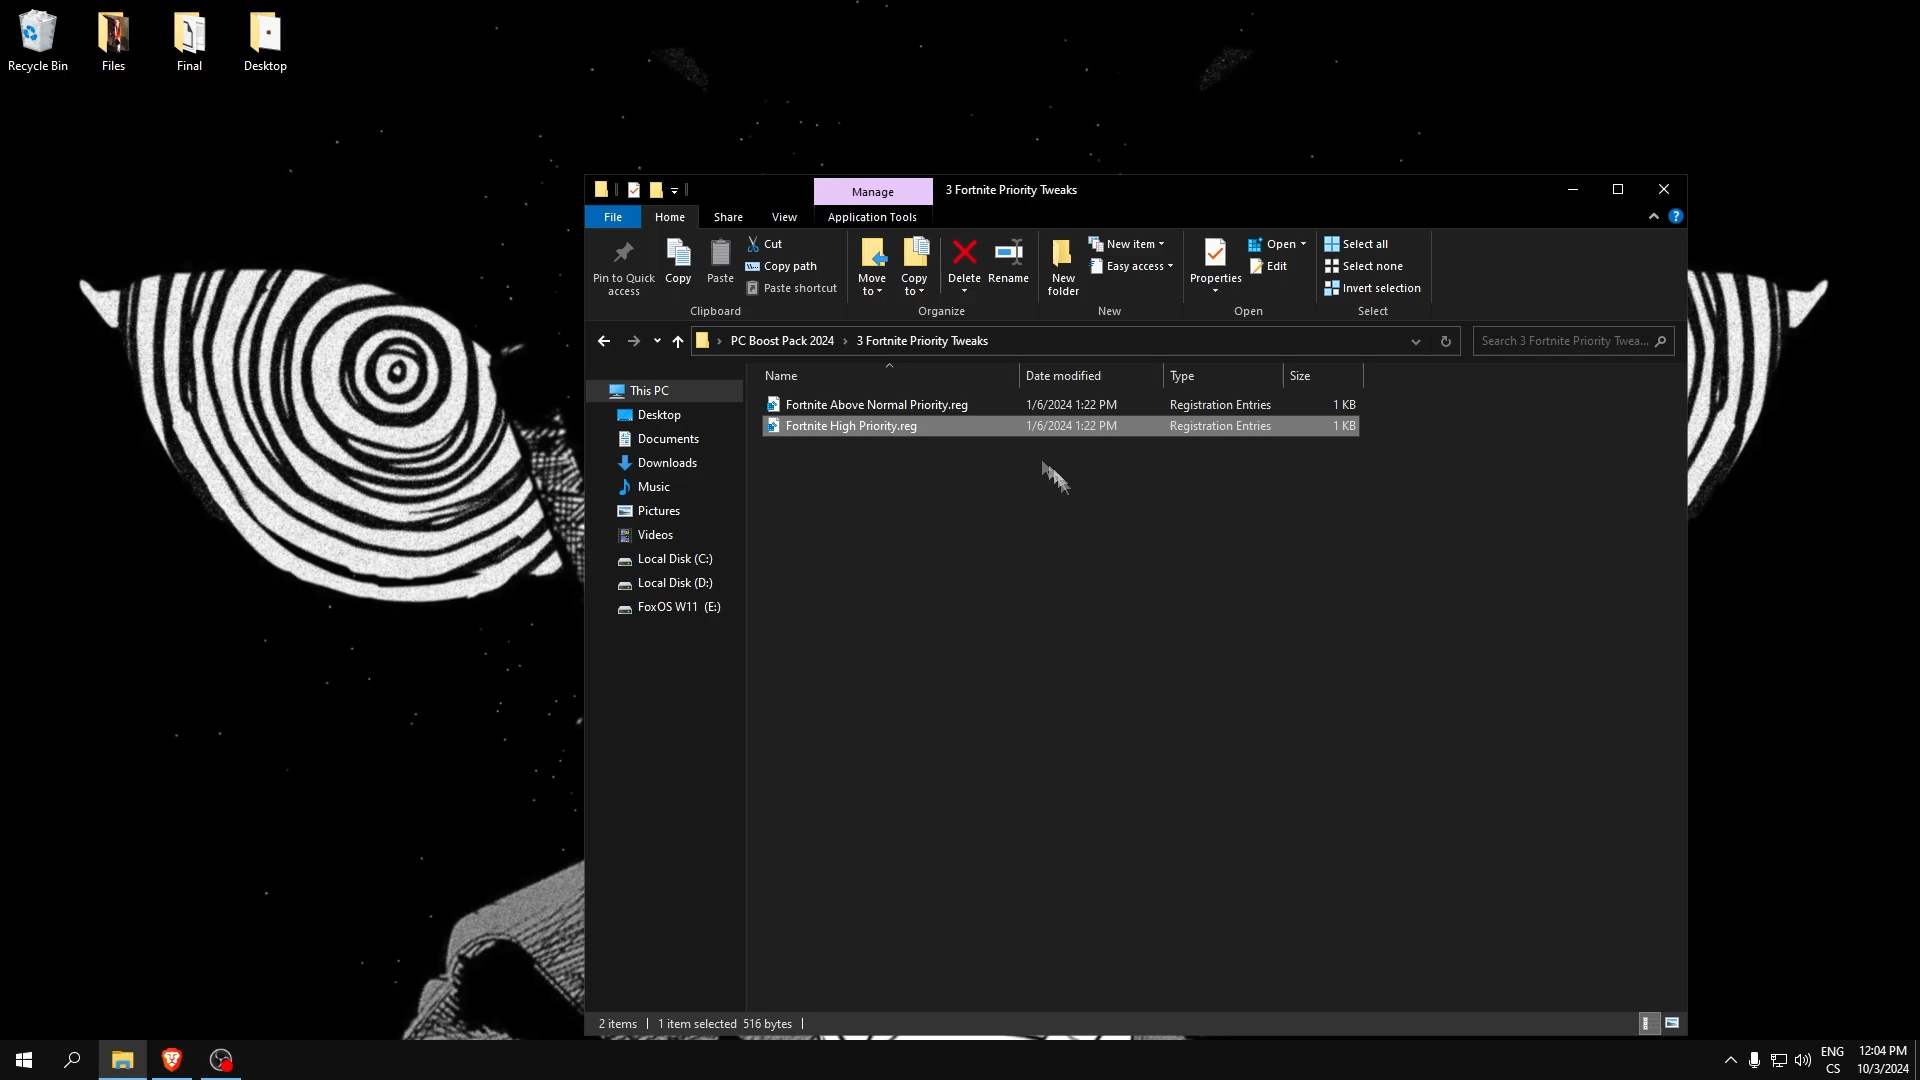 Recycle Bin
Files
Final
Desktop
Manage
3 Fortnite Priority Tweaks
File
Home
Share
View
Application Tools
?
Pin to Quick access
Copy
Paste
Cut
Copy path
Paste shortcut
Clipboard
Move to
Copy to
Delete
Rename
Organize
New folder
New item
Easy access
New
Properties
Open
Edit
Open
Select all
Select none
Invert selection
Select
PC Boost Pack 2024
3 Fortnite Priority Tweaks
Search 3 Fortnite Priority Twea...
Name
Date modified
Type
Size
Fortnite Above Normal Priority.reg
1/6/2024 1:22 PM
Registration Entries
1 KB
Fortnite High Priority.reg
1/6/2024 1:22 PM
Registration Entries
1 KB
This PC
Desktop
Documents
Downloads
Music
Pictures
Videos
Local Disk (C:)
Local Disk (D:)
FoxOS W11 (E:)
2 items
1 item selected 516 bytes
ENG
CS
12:04 PM
10/3/2024